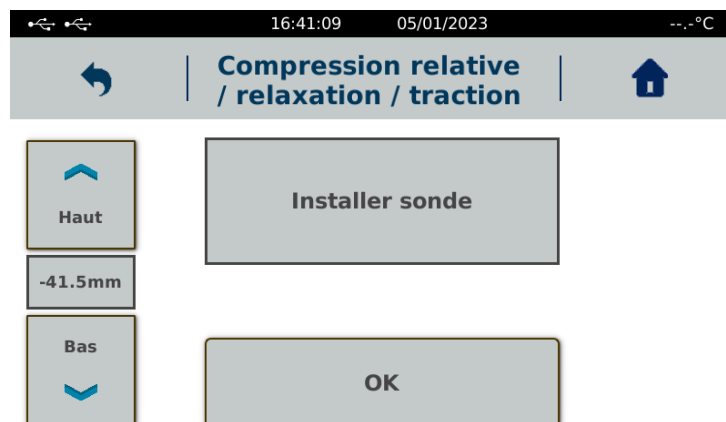 16:41:09 05/01/2023 --.-°C
Compression relative
/ relaxation / traction
Haut
Installer sonde
-41.5mm
Bas
OK